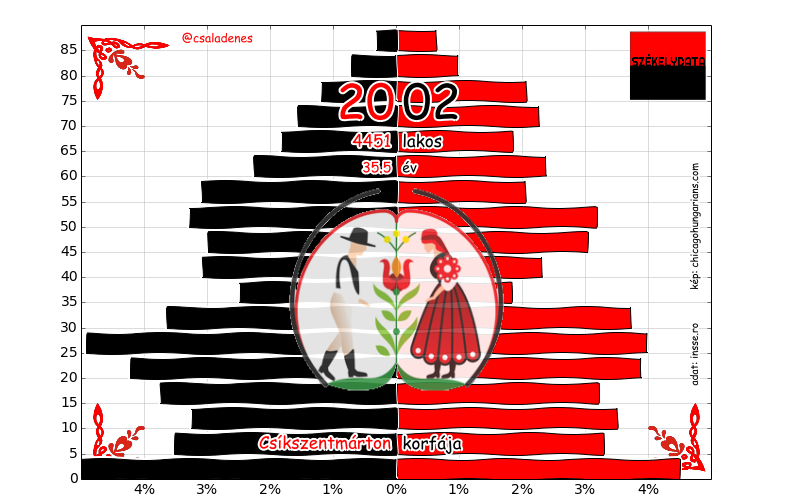 @csaladenes
SZÉKELYDATA
2002
4451 lakos
35.5 év
kép: chicagohungarians.com
adat: insse.ro
Csíkszentmárton korfája
85
80
75
70
65
60
55
50
45
40
35
30
25
20
15
10
5
0
4% 3% 2% 1% 0% 1% 2% 3% 4%